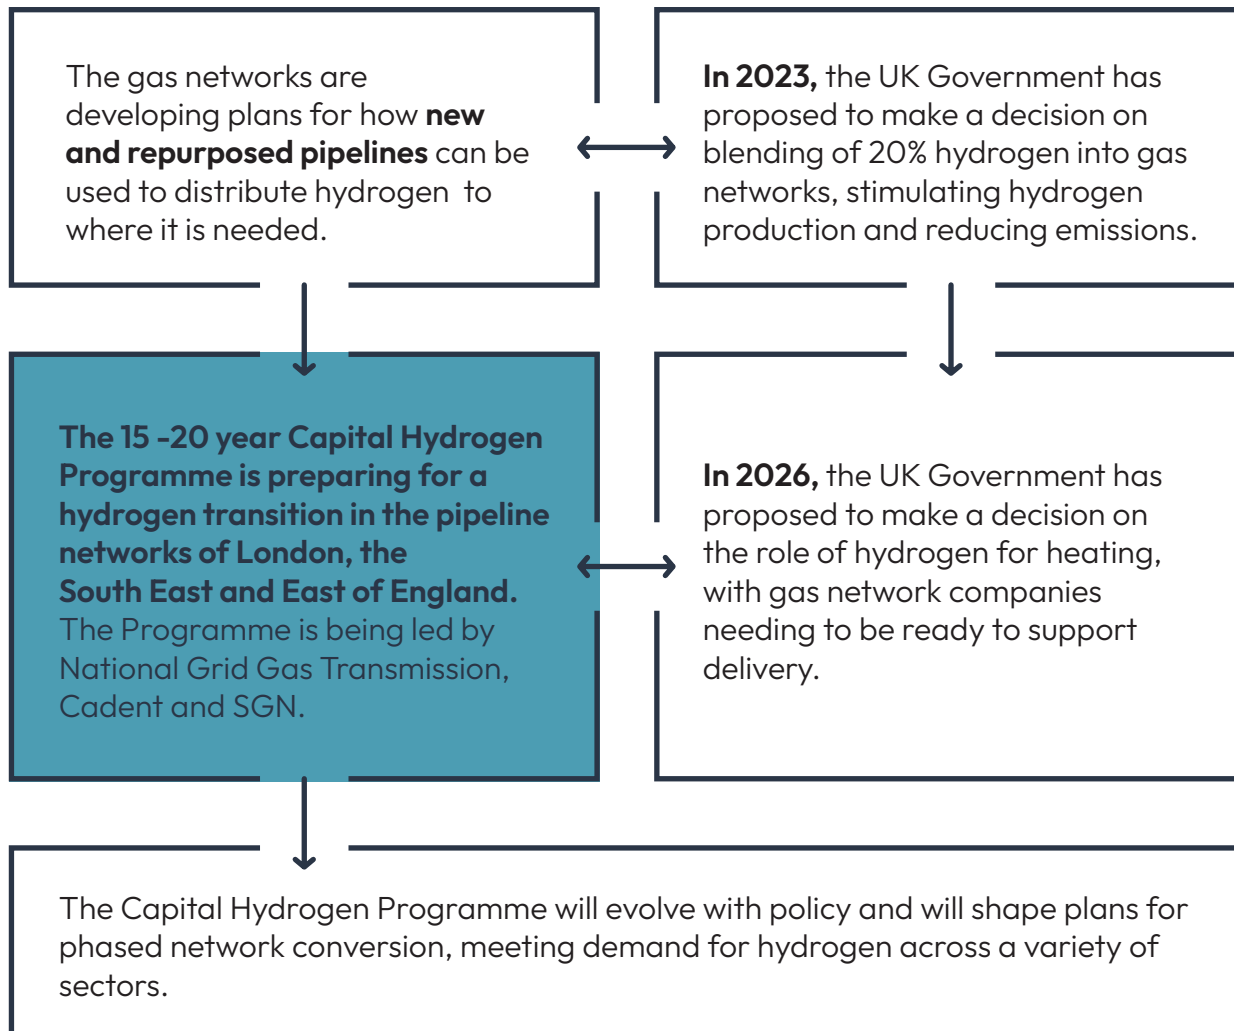 The gas networks are
developing plans for how new
and repurposed pipelines can be
used to distribute hydrogen to
where it is needed.
In 2023, the UK Government has
proposed to make a decision on
blending of 20% hydrogen into gas
networks, stimulating hydrogen
production and reducing emissions.
The 15 -20 year Capital Hydrogen
Programme is preparing for a
hydrogen transition in the pipeline
networks of London, the
South East and East of England.
The Programme is being led by
National Grid Gas Transmission,
Cadent and SGN.
In 2026, the UK Government has
proposed to make a decision on
the role of hydrogen for heating,
with gas network companies
needing to be ready to support
delivery.
The Capital Hydrogen Programme will evolve with policy and will shape plans for
phased network conversion, meeting demand for hydrogen across a variety of
sectors.